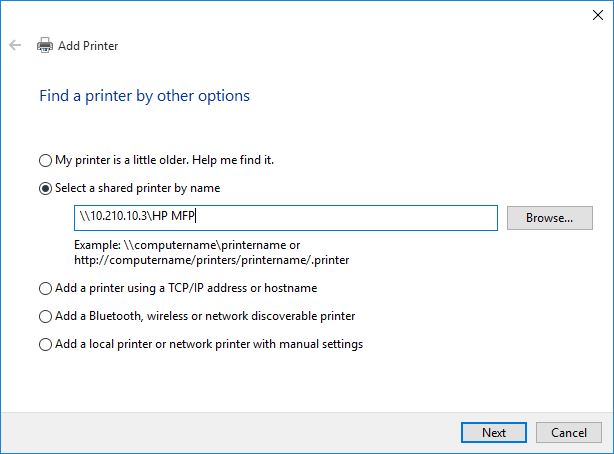 Add Printer
Find a printer by other options
My printer is a little older. Help me find it.
Select a shared printer by name
\\10.210.10.3\HP MFP
Browse...
Example: \\computername\printername or
http://computername/printers/printername/.printer
Add a printer using a TCP/IP address or hostname
Add a Bluetooth, wireless or network discoverable printer
Add a local printer or network printer with manual settings
Next
Cancel